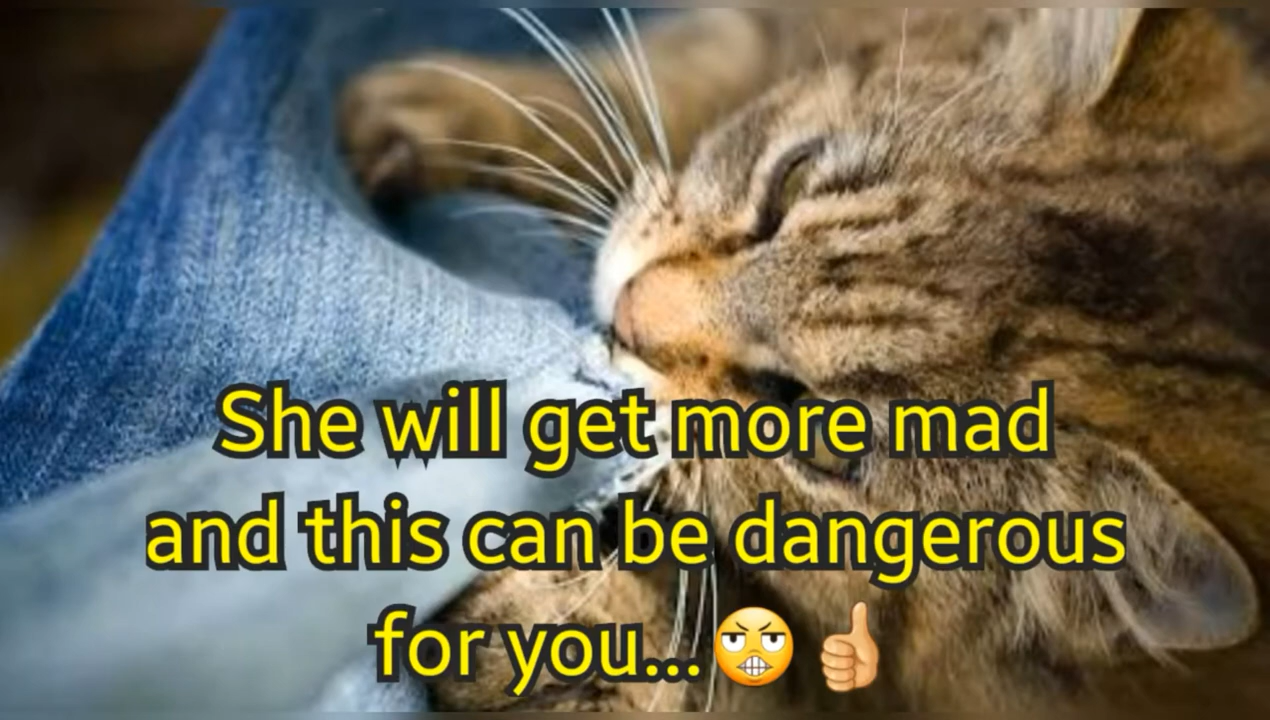 She will get more mad
and this can be dangerous
for you...😬👍🏼